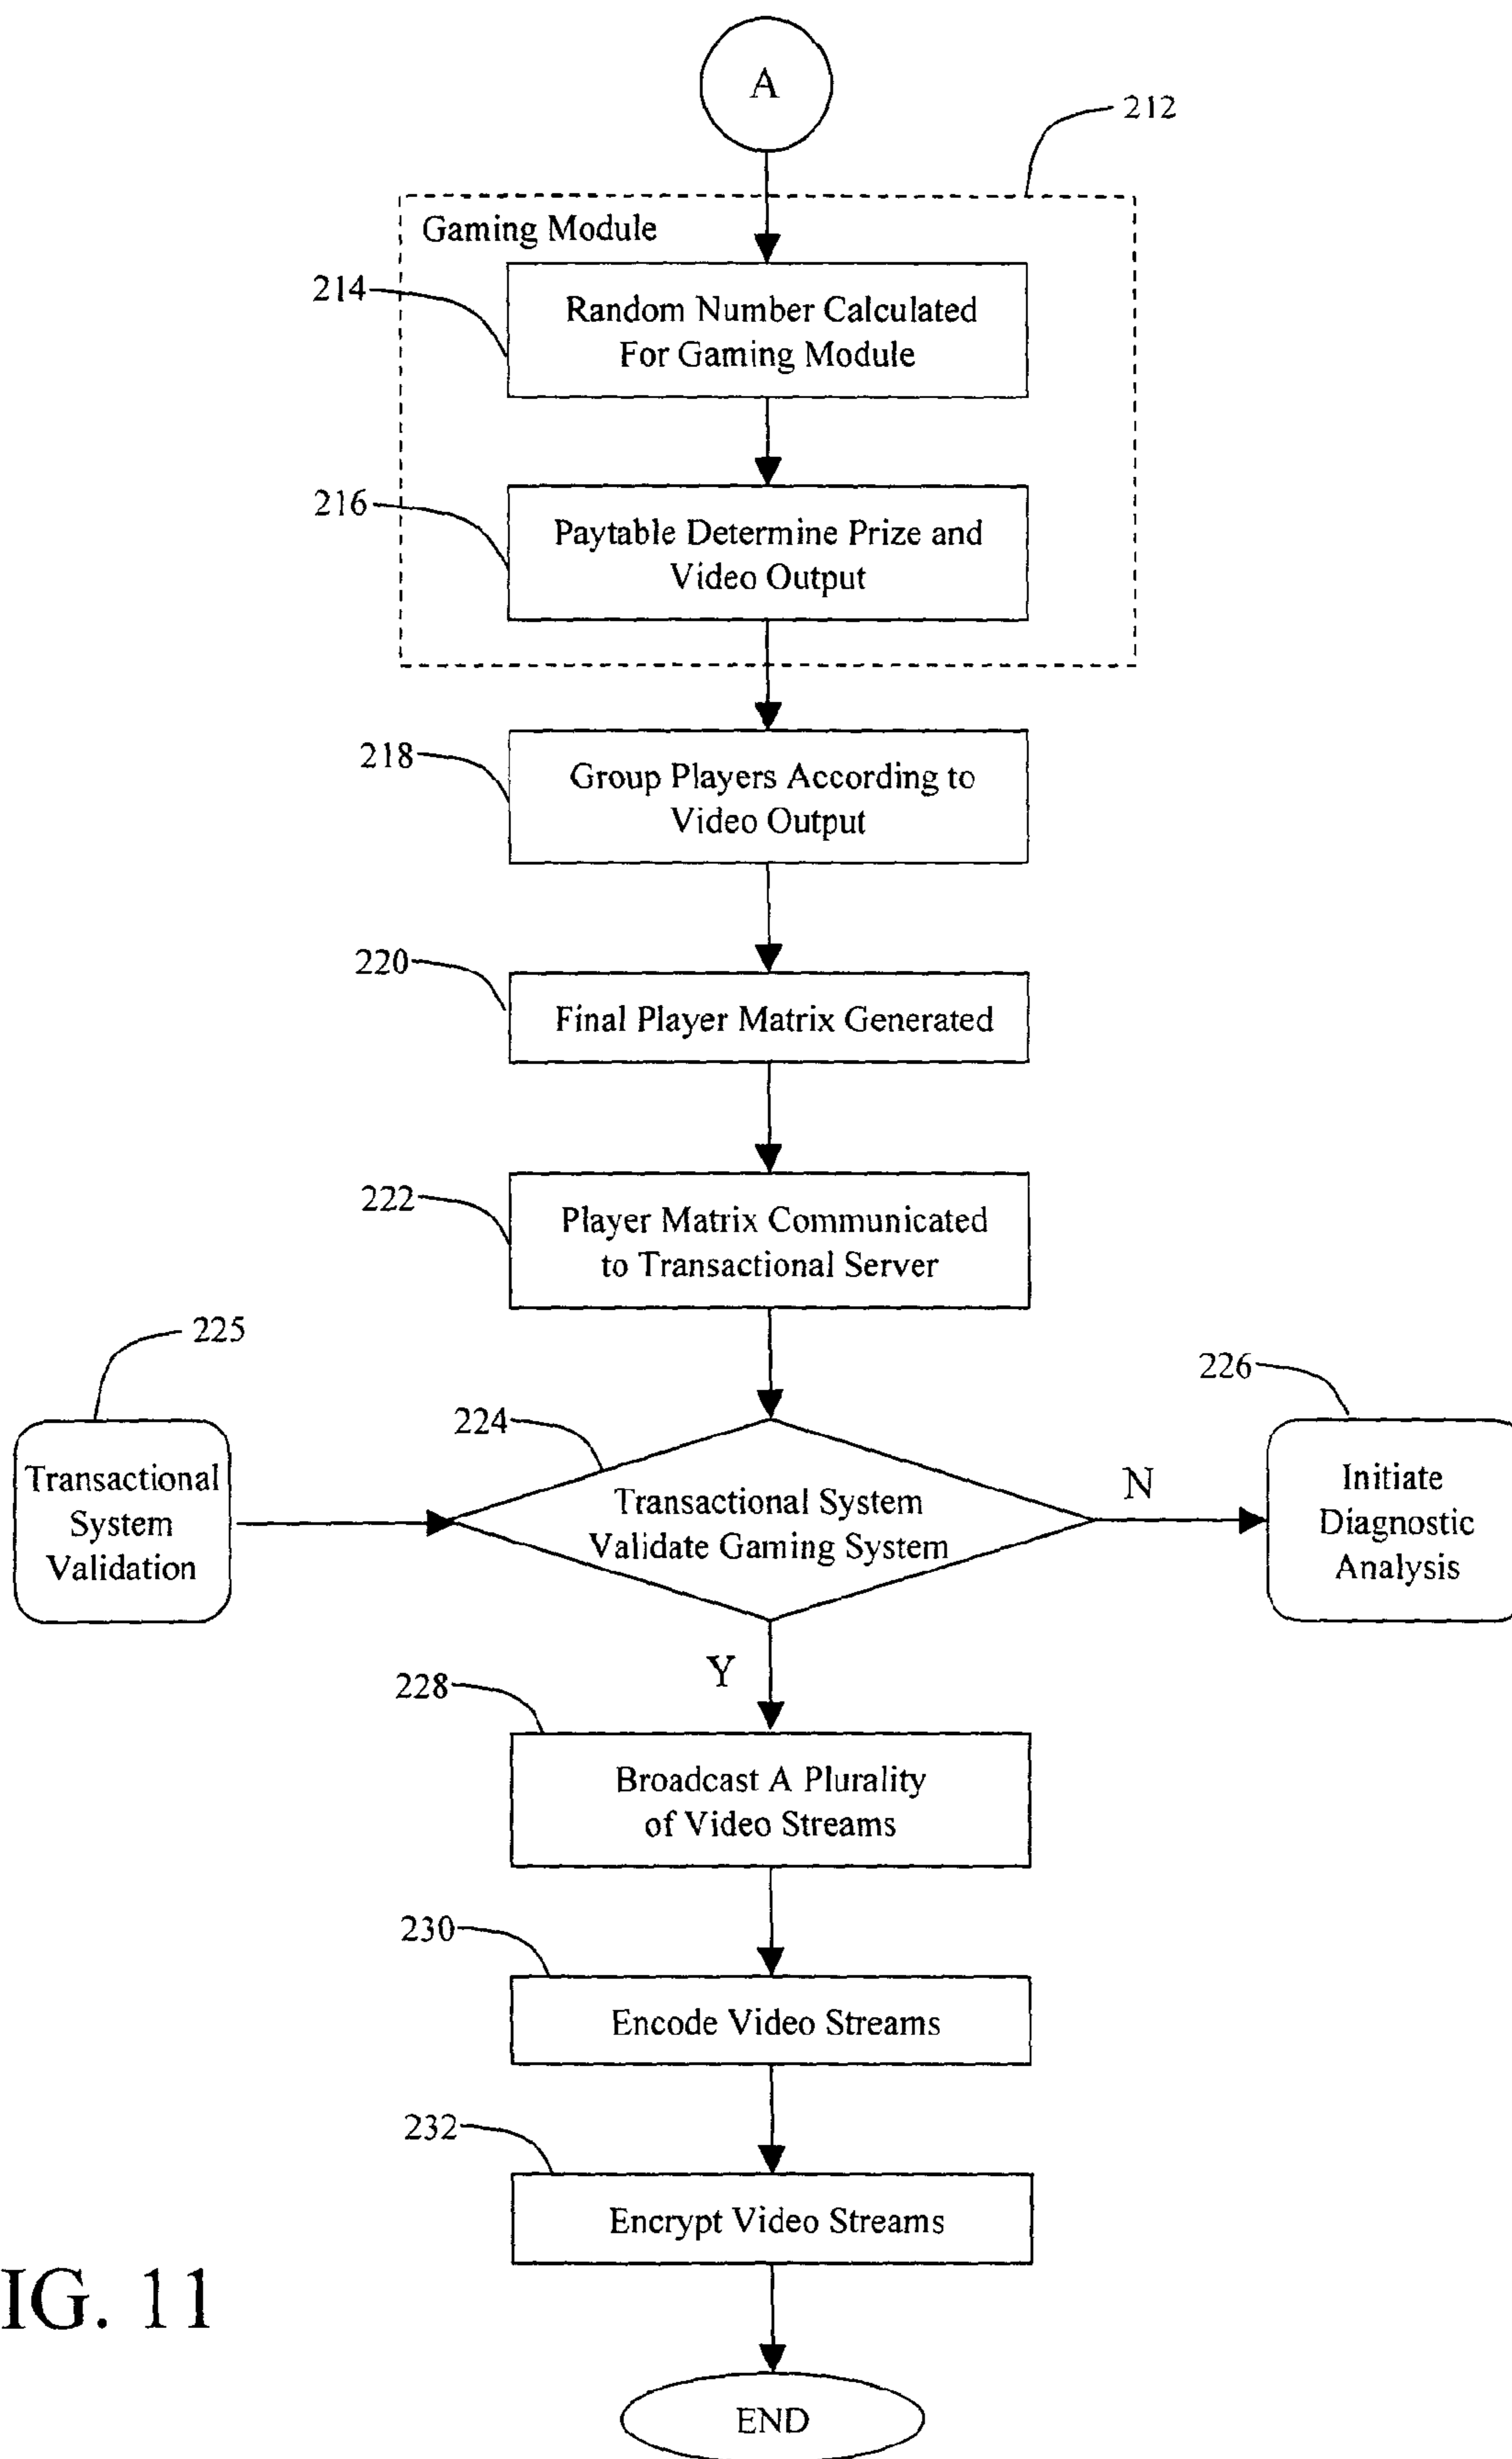 A
212
Gaming Module
214
Random Number Calculated
For Gaming Module
216
Paytable Determine Prize and
Video Output
218
Group Players According to
Video Output
220
Final Player Matrix Generated
222
Player Matrix Communicated
to Transactional Server
225
Transactional
System
Validation
224
Transactional System
Validate Gaming System
N
226
Initiate
Diagnostic
Analysis
Y
228
Broadcast A Plurality
of Video Streams
230
Encode Video Streams
232
Encrypt Video Streams
IG. 11
END